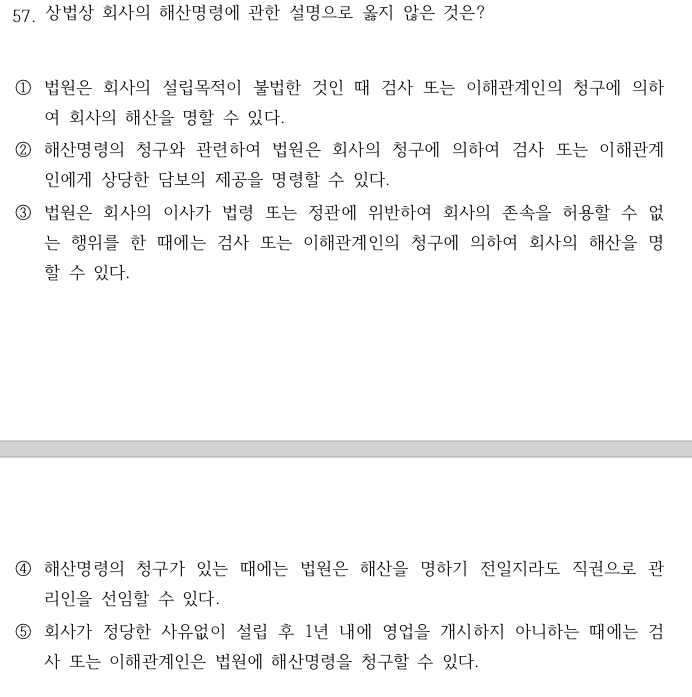 57. 상법상 회사의 해산명령에 관한 설명으로 옳지 않은 것은?
① 법원은 회사의 설립목적이 불법한 것인 때 검사 또는 이해관계인의 청구에 의하
여 회사의 해산을 명할 수 있다.
② 해산명령의 청구와 관련하여 법원은 회사의 청구에 의하여 검사 또는 이해관계
인에게 상당한 담보의 제공을 명령할 수 있다.
③ 법원은 회사의 이사가 법령 또는 정관에 위반하여 회사의 존속을 허용할 수 없
는 행위를 한 때에는 검사 또는 이해관계인의 청구에 의하여 회사의 해산을 명
할 수 있다.
④ 해산명령의 청구가 있는 때에는 법원은 해산을 명하기 전일지라도 직권으로 관
리인을 선임할 수 있다.
⑤ 회사가 정당한 사유없이 설립 후 1년 내에 영업을 개시하지 아니하는 때에는 검
사 또는 이해관계인은 법원에 해산명령을 청구할 수 있다.